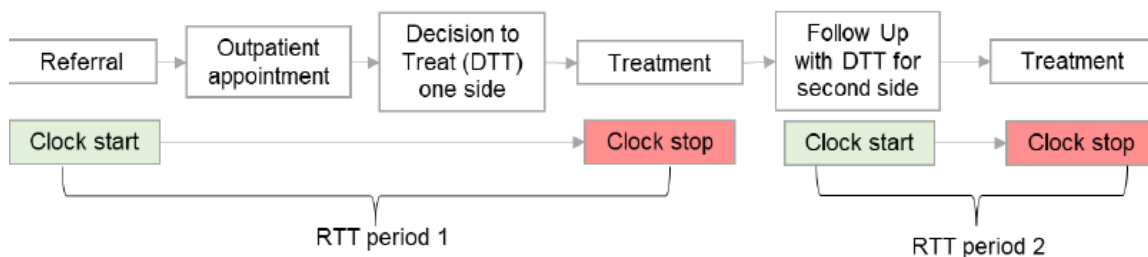 Referral
Outpatient
appointment
Decision to
Treat (DTT)
one side
Treatment
Follow Up
with DTT for
second side
Treatment
Clock start
Clock stop
Clock start
Clock stop
RTT period 1
RTT period 2